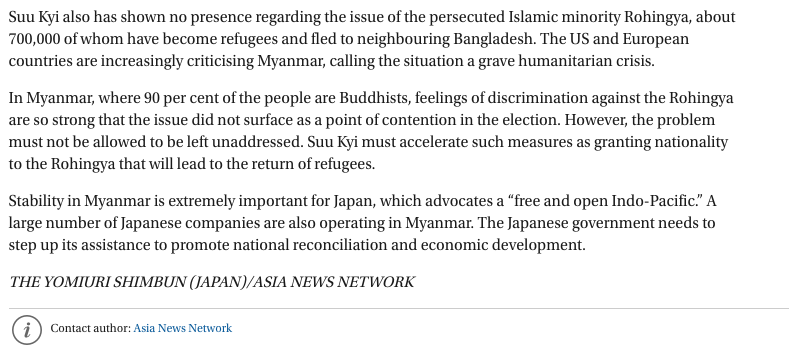 Suu Kyi also has shown no presence regarding the issue of the persecuted Islamic minority Rohingya, about
700,000 of whom have become refugees and fled to neighbouring Bangladesh. The US and European
countries are increasingly criticising Myanmar, calling the situation a grave humanitarian crisis.
In Myanmar, where 90 per cent of the people are Buddhists, feelings of discrimination against the Rohingya
are so strong that the issue did not surface as a point of contention in the election. However, the problem
must not be allowed to be left unaddressed. Suu Kyi must accelerate such measures as granting nationality
to the Rohingya that will lead to the return of refugees.
Stability in Myanmar is extremely important for Japan, which advocates a “free and open Indo-Pacific.” A
large number of Japanese companies are also operating in Myanmar. The Japanese government needs to
step up its assistance to promote national reconciliation and economic development.
THE YOMIURI SHIMBUN (JAPAN)/ASIA NEWS NETWORK
i Contact author: Asia News Network